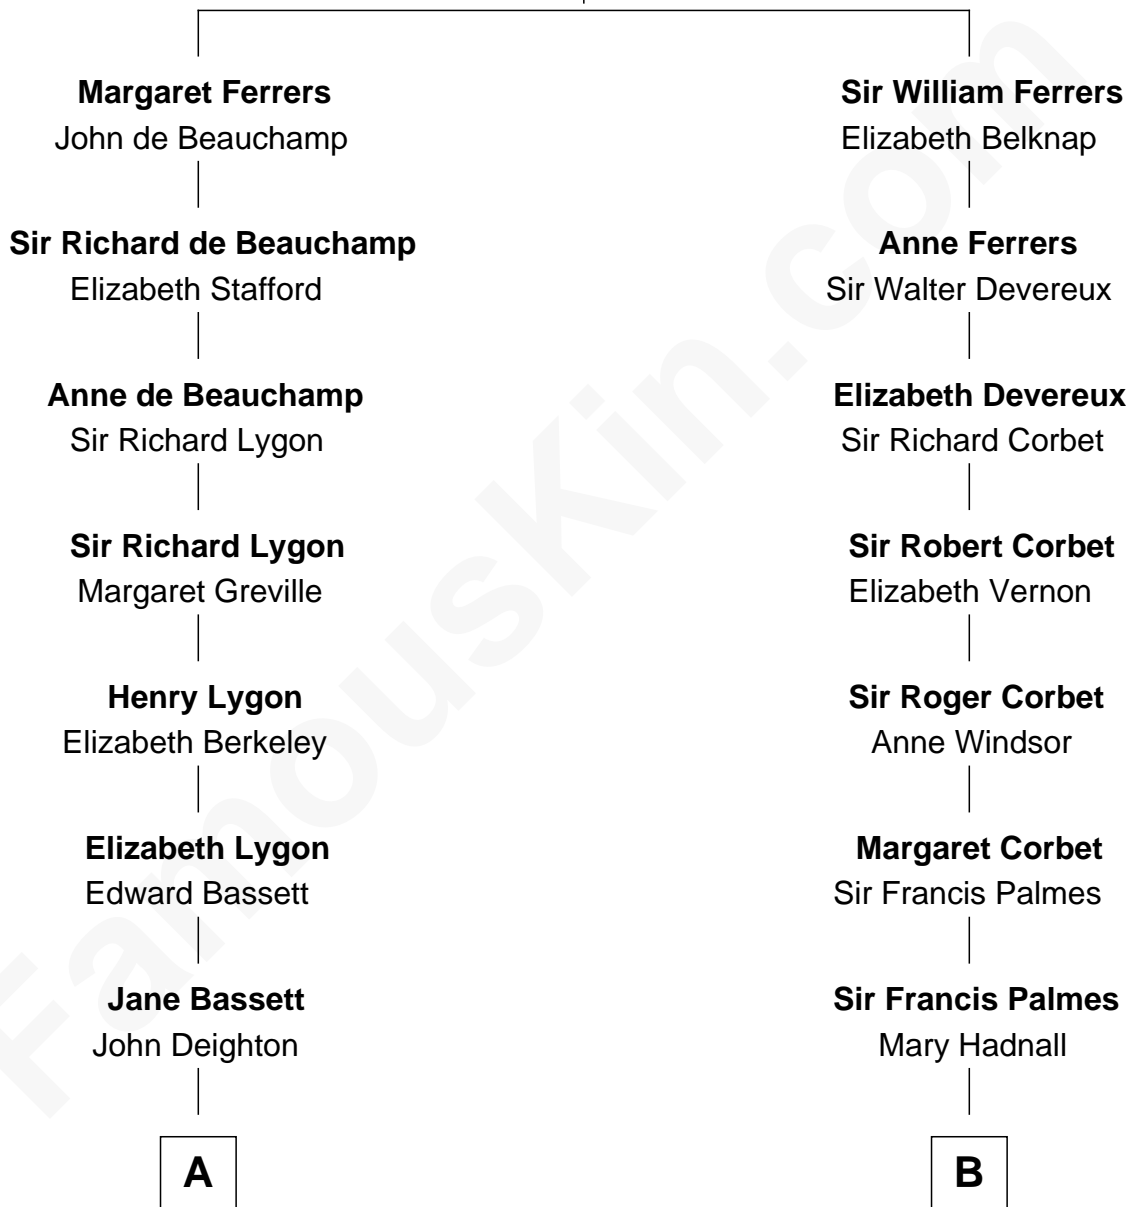 Margaret Ferrers
John de Beauchamp
Sir Richard de Beauchamp
Elizabeth Stafford
Anne de Beauchamp
Sir Richard Lygon
Sir Richard Lygon
Margaret Greville
Henry Lygon
Elizabeth Berkeley
Elizabeth Lygon
Edward Bassett
Jane Bassett
John Deighton
A
Sir William Ferrers
Elizabeth Belknap
Anne Ferrers
Sir Walter Devereux
Elizabeth Devereux
Sir Richard Corbet
Sir Robert Corbet
Elizabeth Vernon
Sir Roger Corbet
Anne Windsor
Margaret Corbet
Sir Francis Palmes
Sir Francis Palmes
Mary Hadnall
B
FamousKin.com